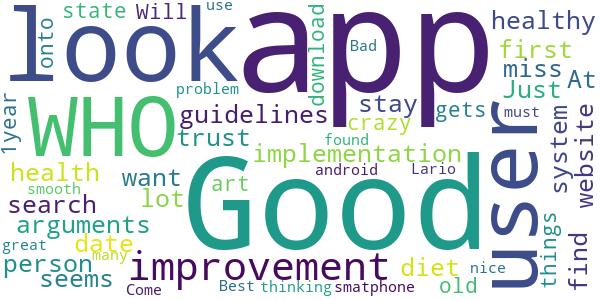 look app Will use state onto
healthy
download Bad first
problem miss At
WHO guidelines stay gets Just must
1year trust crazy user system website
found
health implementation things find
want art android Lario
smooth lot
search
arguments date diet old
great many improvement
person seems nice
Come Best thinking smatphone
Good